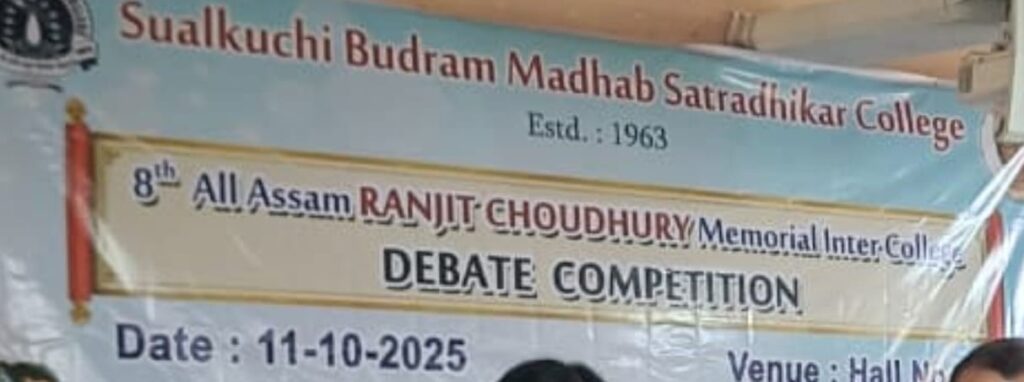 Sualkuchi Budram Madhab Satradhikar College
Estd. : 1963
8th All Assam RANJIT CHOUDHURY Memorial Inter College
DEBATE COMPETITION
Date : 11-10-2025
Venue : Hall No